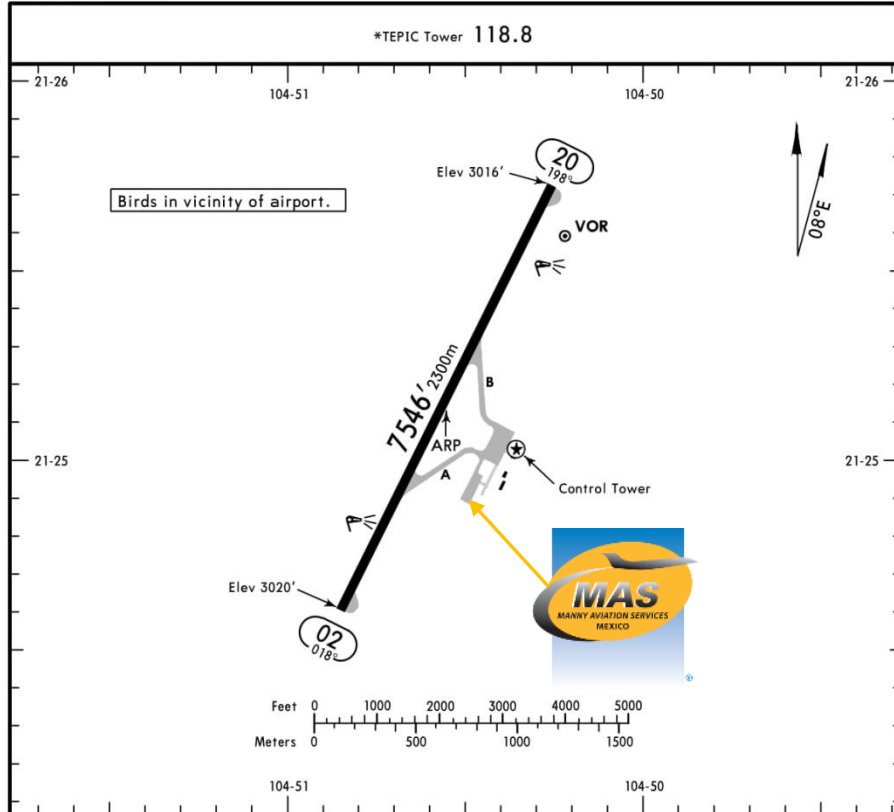 *TEPIC Tower 118.8
21-26
104-51
104-50
21-26
20
198°
Elev 3016'
Birds in vicinity of airport.
VOR
08°E
7546' 2300m
B
ARP
A
21-25
21-25
Control Tower
Elev 3020'
MAS
MANNY AVIATION SERVICES
MEXICO
®
02
018°
Feet 0 1000 2000 3000 4000 5000
Meters 0 500 1000 1500
104-51
104-50